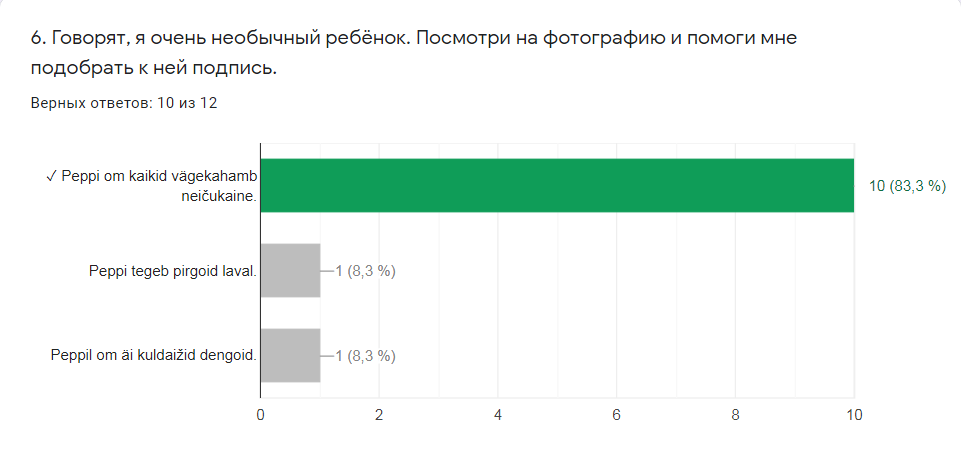 6. Говорят, я очень необычный ребёнок. Посмотри на фотографию и помоги мне
подобрать к ней подпись.
Верных ответов: 10 из 12
✓ Peppi om kaikid vägekahamb
neičukaine.
10 (83,3 %)
Peppi tegeb pirgoid laval.
1 (8,3 %)
Peppil om äi kuldaižid dengoid.
1 (8,3 %)
0 2 4 6 8 10